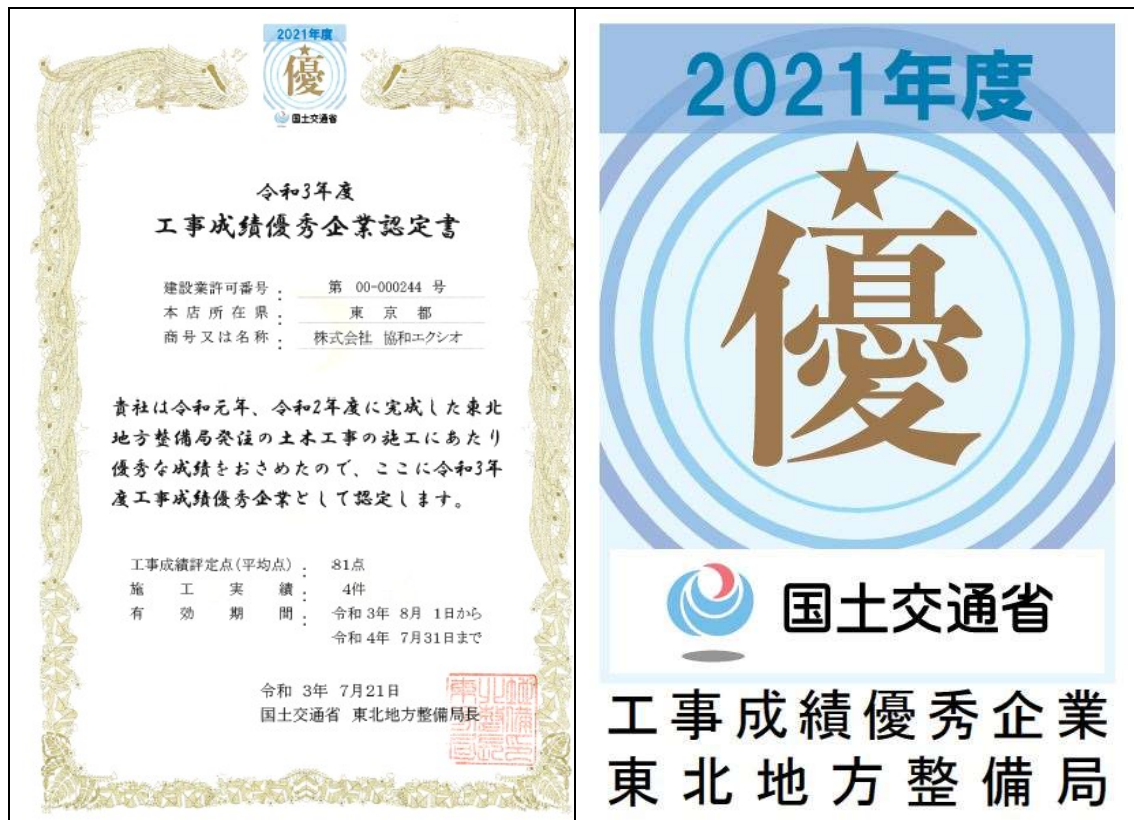 2021年度
優
国土交通省
令和3年度
工事成績優秀企業認定書
建設業許可番号: 第 00-000244 号
本店所在県: 東京都
商号又は名称: 株式会社 協和エクシオ
貴社は令和元年、令和2年度に完成した東北
地方整備局発注の土木工事の施工にあたり
優秀な成績をおさめたので、ここに令和3年
度工事成績優秀企業として認定します。
工事成績評定点(平均点): 81点
施工実績: 4件
有効期間: 令和 3年 8月 1日から
令和 4年 7月31日まで
令和 3年 7月21日
国土交通省 東北地方整備局長
2021年度
優
国土交通省
工事成績優秀企業
東北地方整備局